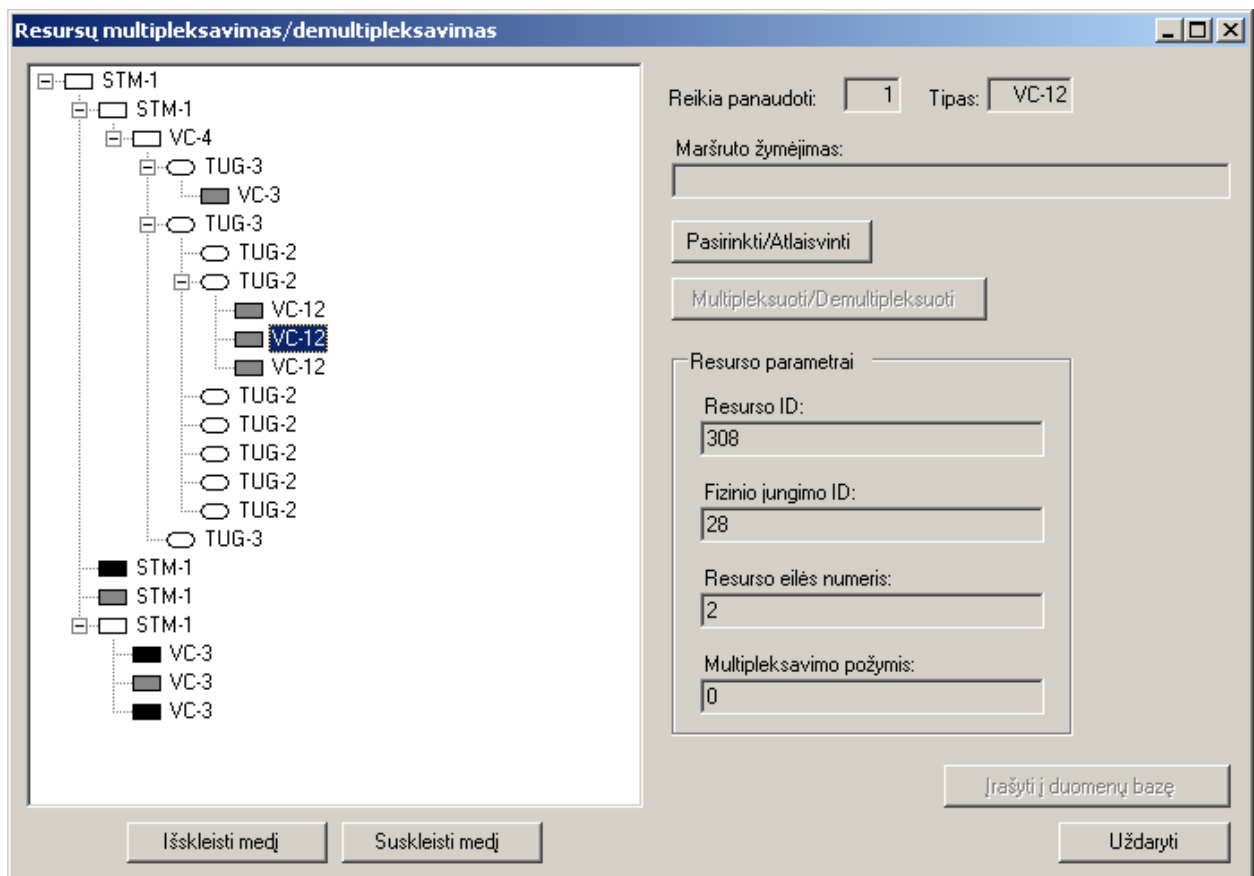 Resursų multipleksavimas/demultipleksavimas
STM-1
STM-1
VC-4
TUG-3
VC-3
TUG-3
TUG-2
TUG-2
VC-12
VC-12
VC-12
TUG-2
TUG-2
TUG-2
TUG-2
TUG-2
TUG-3
STM-1
STM-1
STM-1
VC-3
VC-3
VC-3
Išskleisti medį
Suskleisti medį
Reikia panaudoti: 1 Tipas: VC-12
Maršruto žymėjimas:
Pasirinkti/Atlaisvinti
Multipleksuoti/Demultipleksuoti
Resurso parametrai
Resurso ID:
308
Fizinio jungimo ID:
28
Resurso eilės numeris:
2
Multipleksavimo požymis:
0
Įrašyti į duomenų bazę
Uždaryti